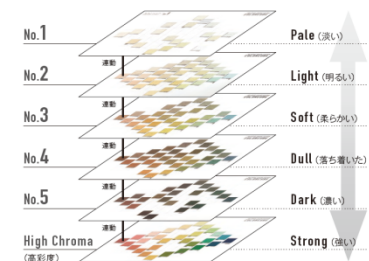 No.1
Pale (淡い)
連動
No.2
Light (明るい)
連動
No.3
Soft (柔らかい)
連動
No.4
Dull (落ち着いた)
連動
No.5
Dark (濃い)
連動
High Chroma
(高彩度)
Strong (強い)